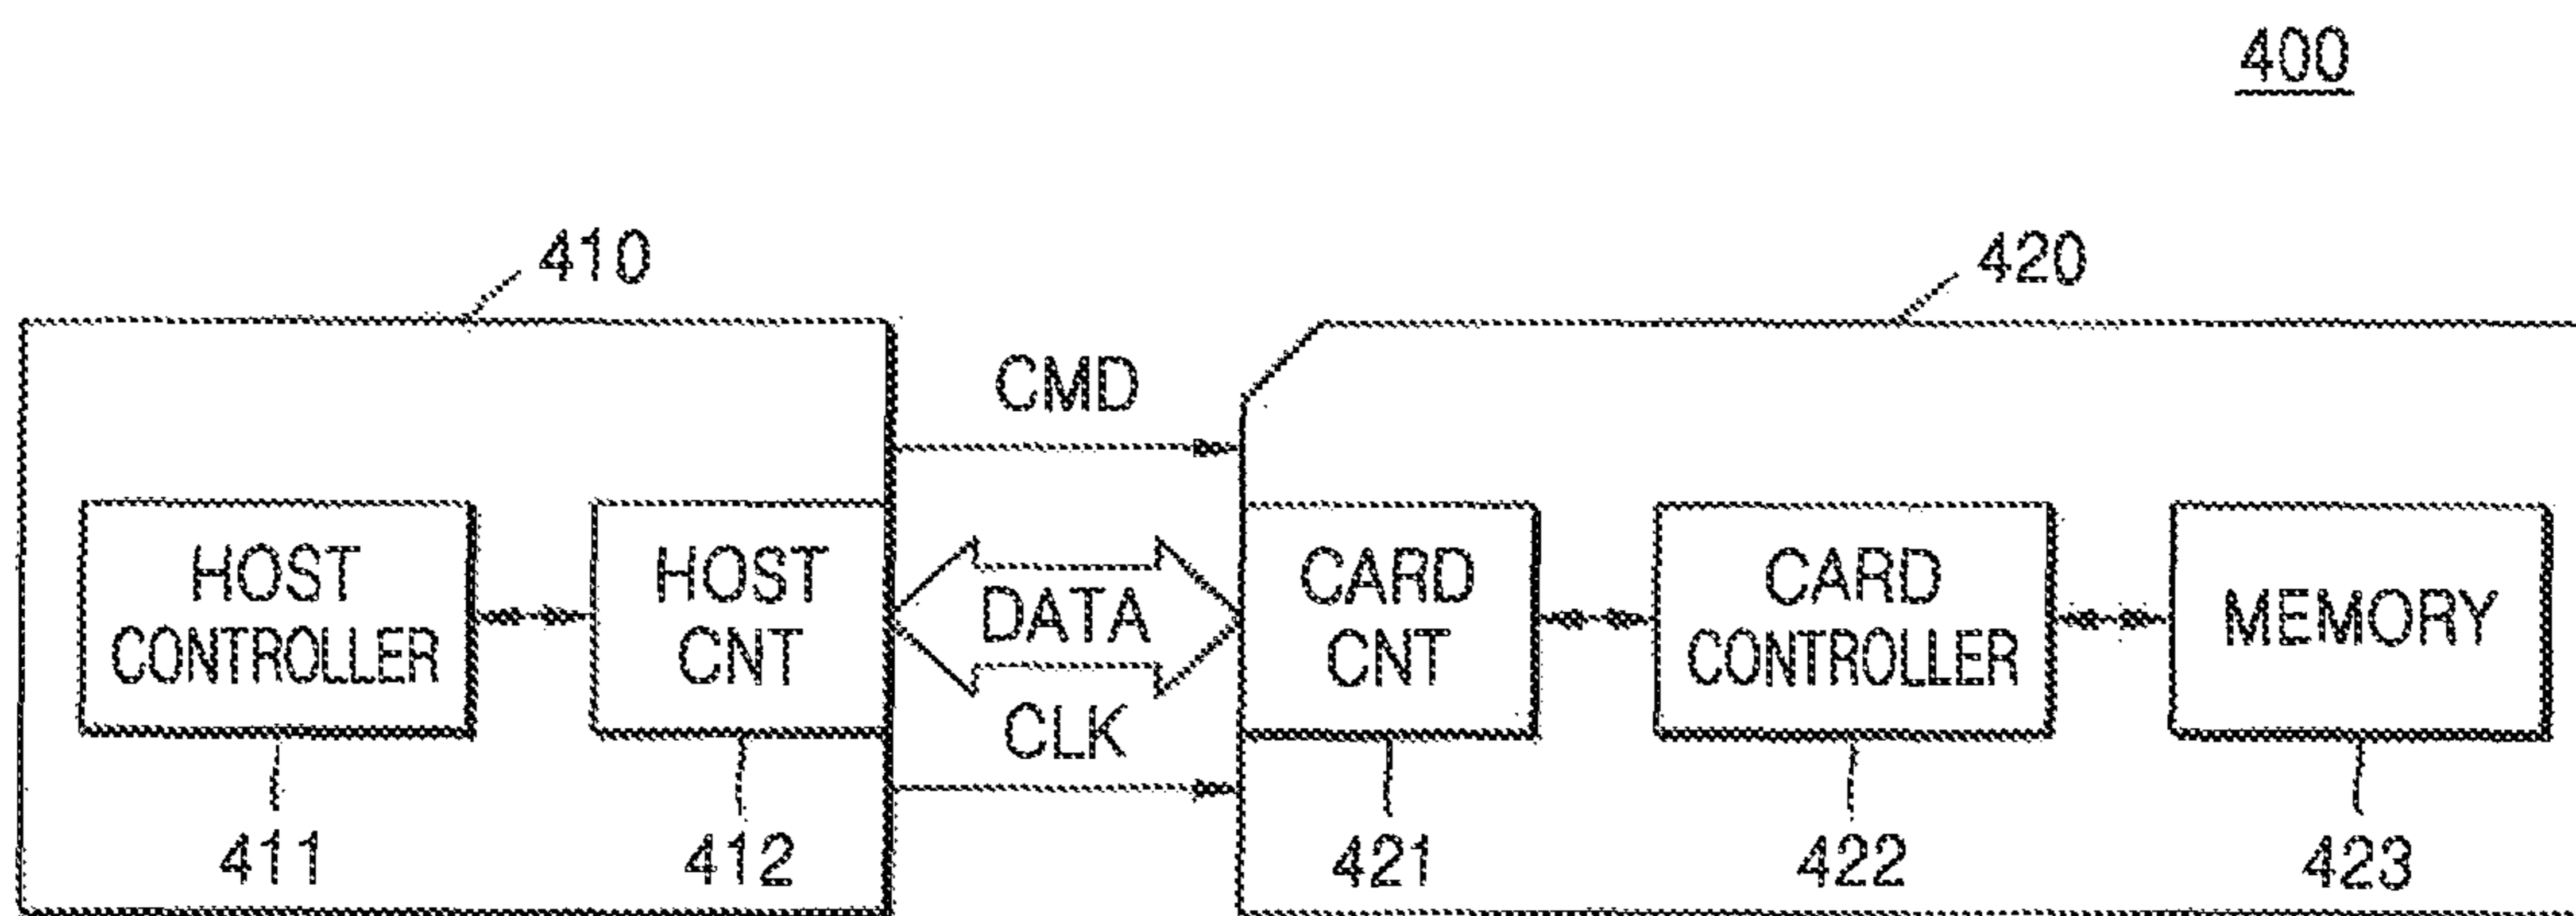 400
410
420
CMD
HOST
CONTROLLER
HOST
CNT
DATA
CLK
CARD
CNT
CARD
CONTROLLER
MEMORY
411
412
421
422
423